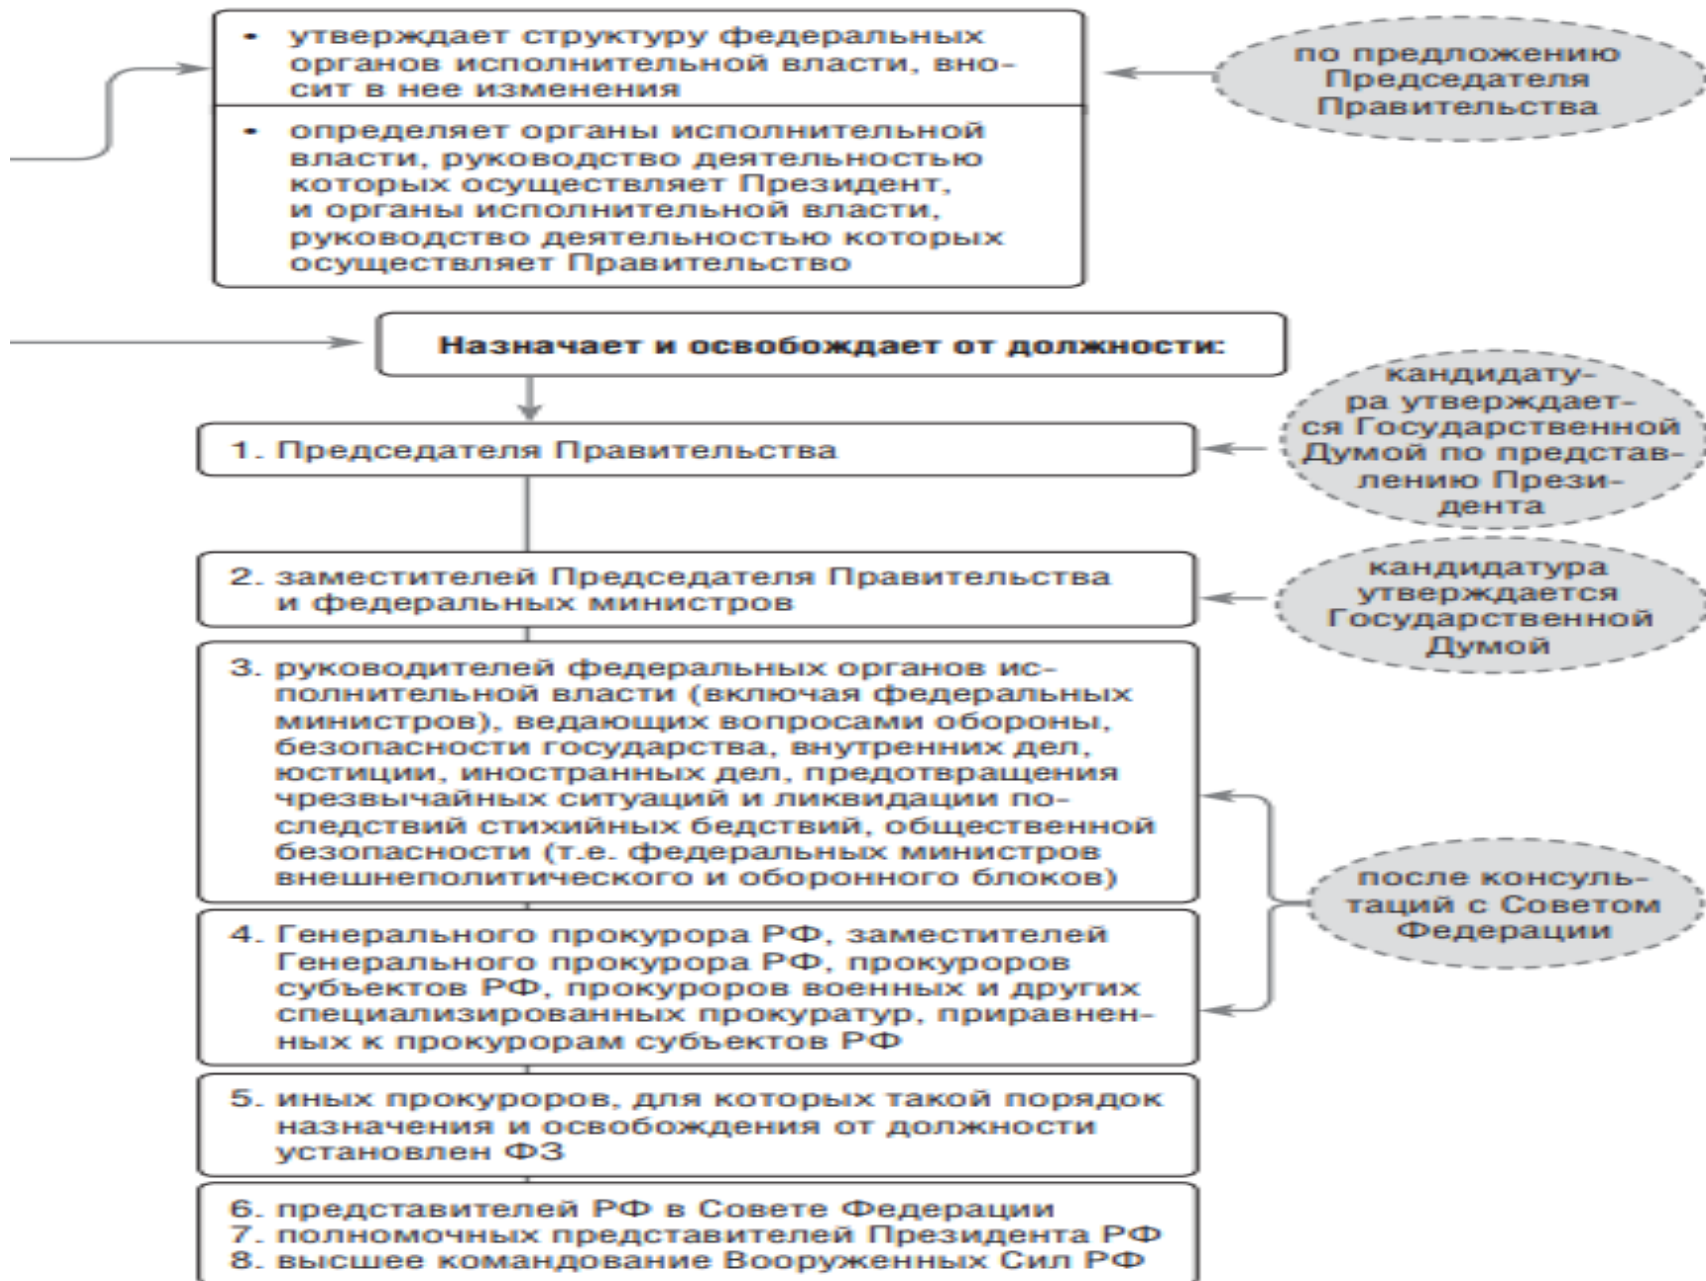 • утверждает структуру федеральных
органов исполнительной власти, вно-
сит в нее изменения
по предложению
Председателя
Правительства
• определяет органы исполнительной
власти, руководство деятельностью
которых осуществляет Президент,
и органы исполнительной власти,
руководство деятельностью которых
осуществляет Правительство
Назначает и освобождает от должности:
1. Председателя Правительства
кандидату-
ра утверждает-
ся Государственной
Думой по представ-
лению Прези-
дента
2. заместителей Председателя Правительства
и федеральных министров
кандидатура
утверждается
Государственной
Думой
3. руководителей федеральных органов ис-
полнительной власти (включая федеральных
министров), ведающих вопросами обороны,
безопасности государства, внутренних дел,
юстиции, иностранных дел, предотвращения
чрезвычайных ситуаций и ликвидации по-
следствий стихийных бедствий, общественной
безопасности (т.е. федеральных министров
внешнеполитического и оборонного блоков)
после консуль-
таций с Советом
Федерации
4. Генерального прокурора РФ, заместителей
Генерального прокурора РФ, прокуроров
субъектов РФ, прокуроров военных и других
специализированных прокуратур, приравнен-
ных к прокурорам субъектов РФ
5. иных прокуроров, для которых такой порядок
назначения и освобождения от должности
установлен ФЗ
6. представителей РФ в Совете Федерации
7. полномочных представителей Президента РФ
8. высшее командование Вооруженных Сил РФ